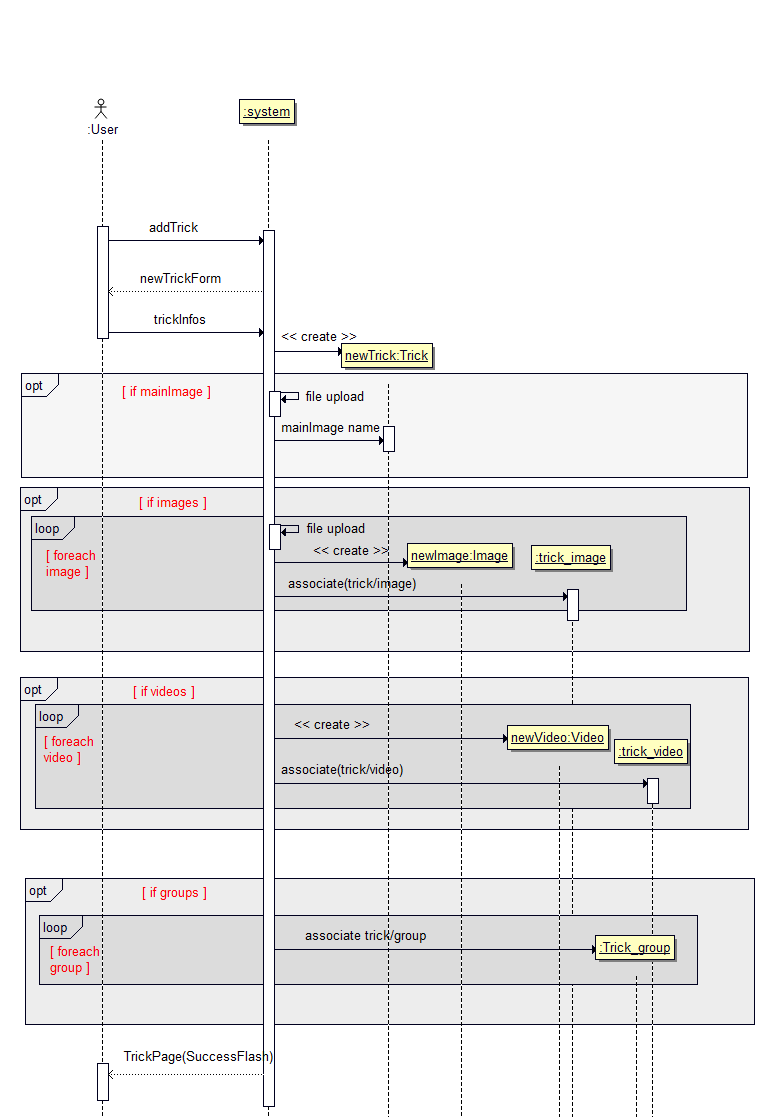 :User
:system
addTrick
newTrickForm
trickInfos
<< create >>
newTrick:Trick
opt
[ if mainImage ]
file upload
mainImage name
opt
[ if images ]
loop
file upload
[ foreach
image ]
<< create >>
newImage:Image
:trick_image
associate(trick/image)
opt
[ if videos ]
loop
<< create >>
[ foreach
video ]
newVideo:Video
:trick_video
associate(trick/video)
opt
[ if groups ]
loop
associate trick/group
[ foreach
group ]
:Trick_group
TrickPage(SuccessFlash)